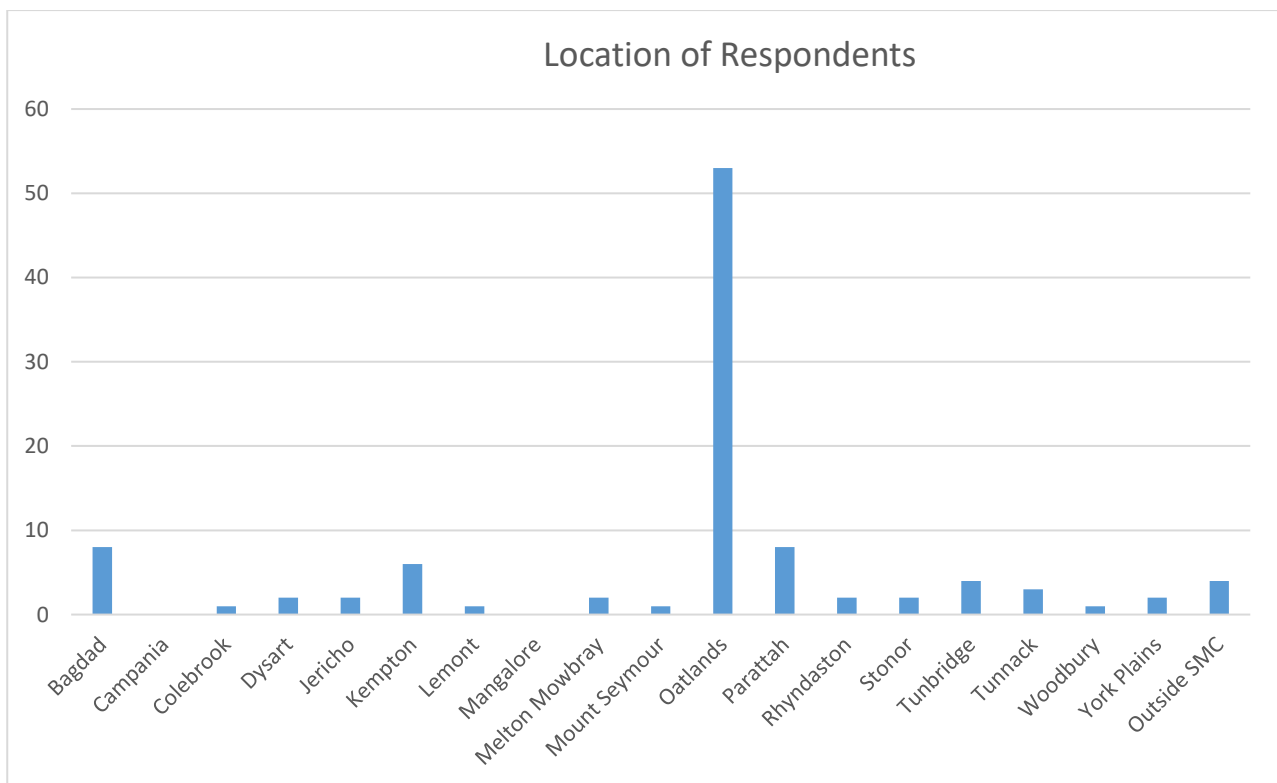 Location of Respondents
60
50
40
30
20
10
0
Bagdad
Campania
Colebrook
Dysart
Jericho
Kempton
Lemont
Mangalore
Melton Mowbray
Mount Seymour
Oatlands
Parattah
Rhyndaston
Stonor
Tunbridge
Tunnack
Woodbury
York Plains
Outside SMC